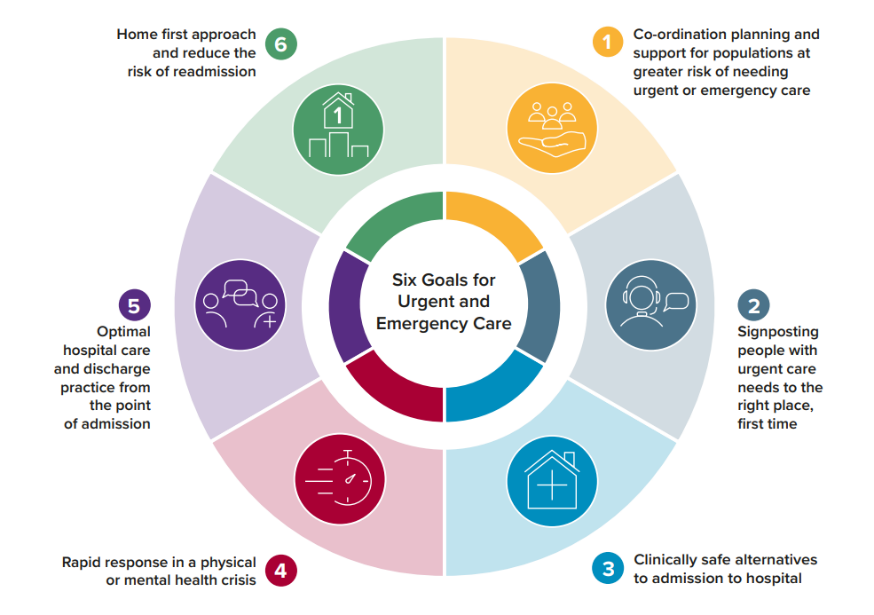 Six Goals for
Urgent and
Emergency Care
1
Co-ordination planning and
support for populations at
greater risk of needing
urgent or emergency care
2
Signposting
people with
urgent care
needs to the
right place,
first time
3
Clinically safe alternatives
to admission to hospital
4
Rapid response in a physical
or mental health crisis
5
Optimal
hospital care
and discharge
practice from
the point
of admission
6
Home first approach
and reduce the
risk of readmission
1